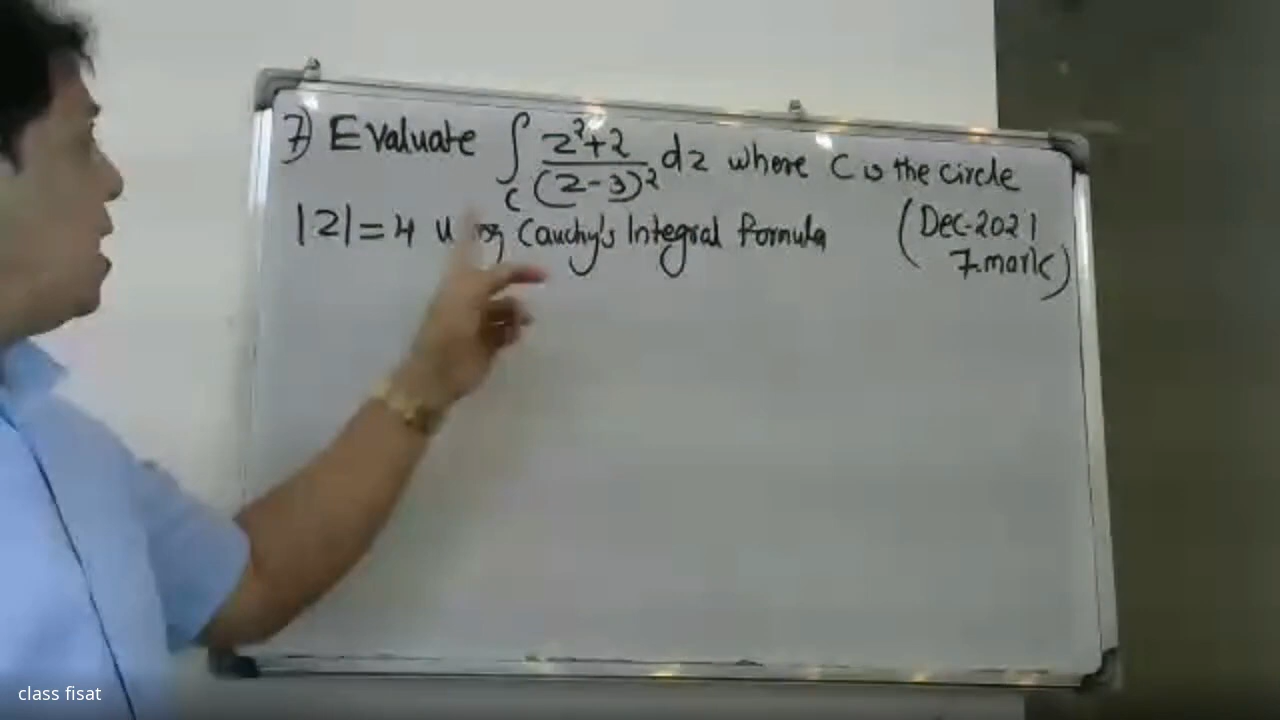 7) Evaluate ∫_C (z²+2)/(z-3)² dz where C is the circle
|z|=4 Cauchy's Integral formula (Dec-2021
7.mark)
class fisat